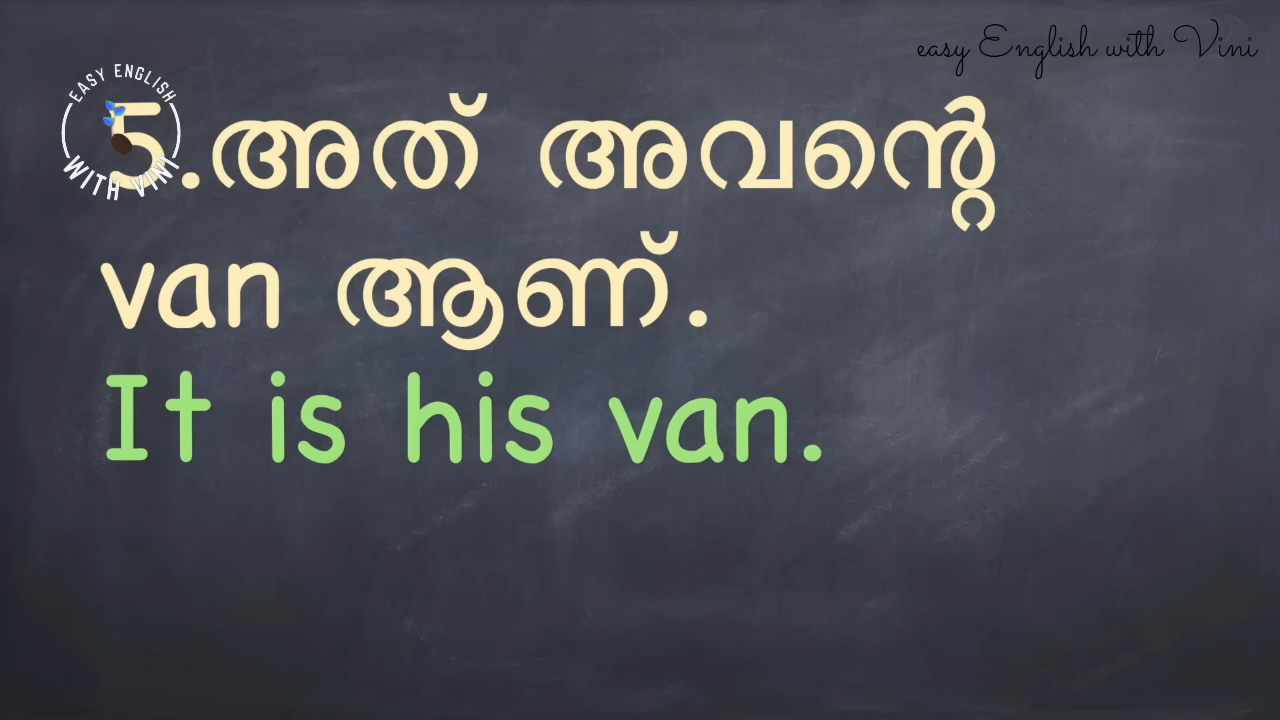 easy English with Vini
EASY ENGLISH
WITH VINI
5.അത് അവന്റെ
van ആണ്.
It is his van.